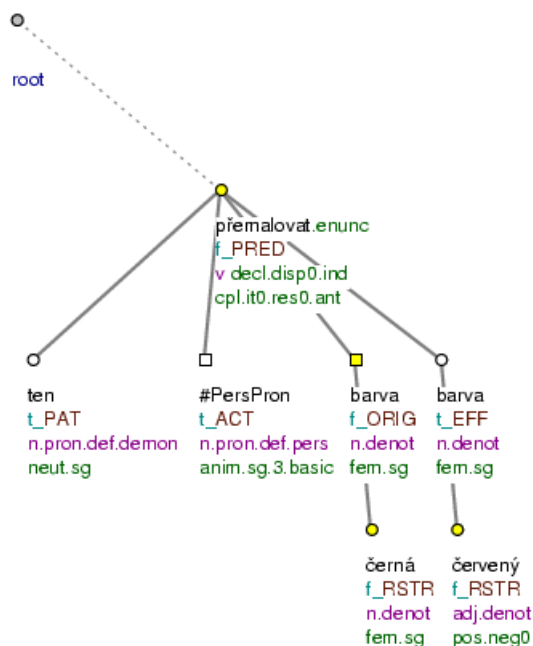 root
přemalovat.enunc
f_PRED
v decl.disp0.ind
cpl.it0.res0.ant
ten
t_PAT
n.pron.def.demon
neut.sg
#PersPron
t_ACT
n.pron.def.pers
anim.sg.3.basic
barva
f_ORIG
n.denot
fem.sg
barva
t_EFF
n.denot
fem.sg
černá
f_RSTR
n.denot
fem.sg
červený
f_RSTR
adj.denot
pos.neg0